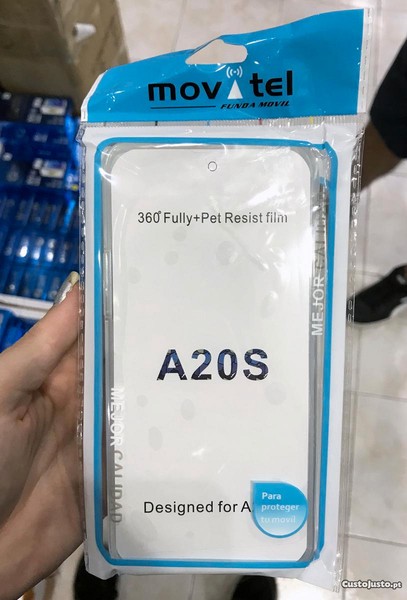 movitel
FUNDA MOVIL
360° Fully+Pet Resist film
MEJOR CALIDAD
A20S
MEJOR CALIDAD
Designed for
Para
proteger
tu movil
Custojusto.pt